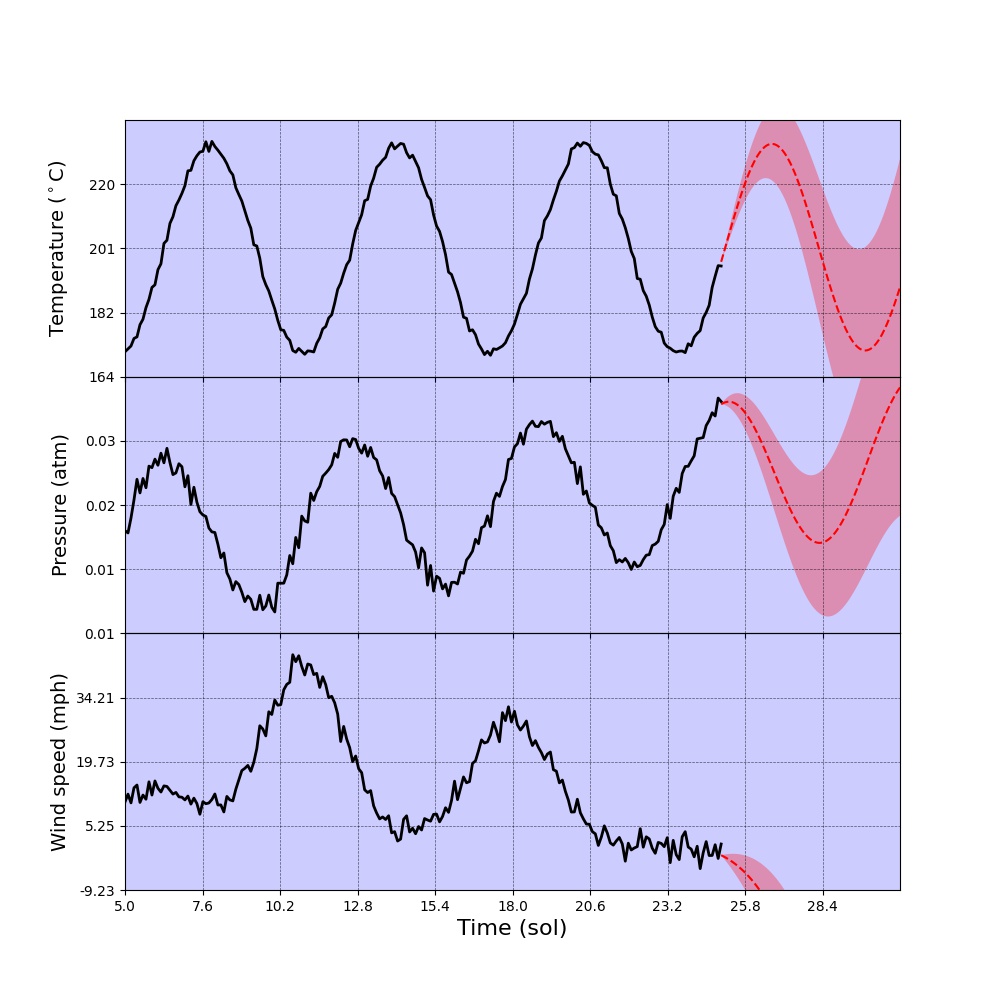 Temperature (°C)
220
201
182
164
Pressure (atm)
0.03
0.02
0.01
0.01
Wind speed (mph)
34.21
19.73
5.25
-9.23
5.0 7.6 10.2 12.8 15.4 18.0 20.6 23.2 25.8 28.4
Time (sol)